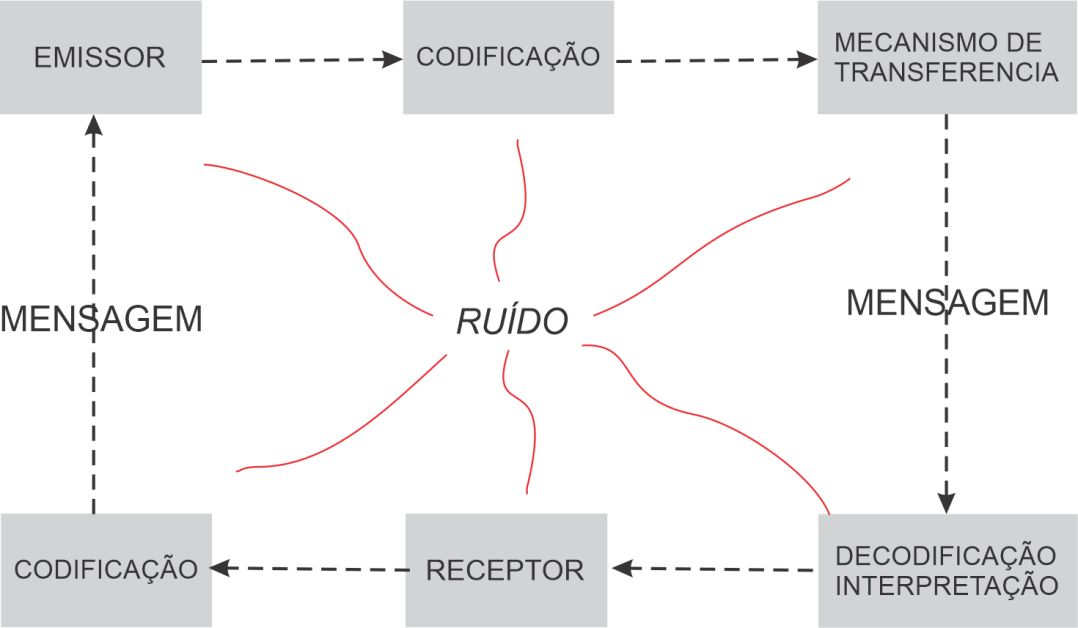 EMISSOR
CODIFICAÇÃO
MECANISMO DE
TRANSFERENCIA
MENSAGEM
RUÍDO
MENSAGEM
CODIFICAÇÃO
RECEPTOR
DECODIFICAÇÃO
INTERPRETAÇÃO